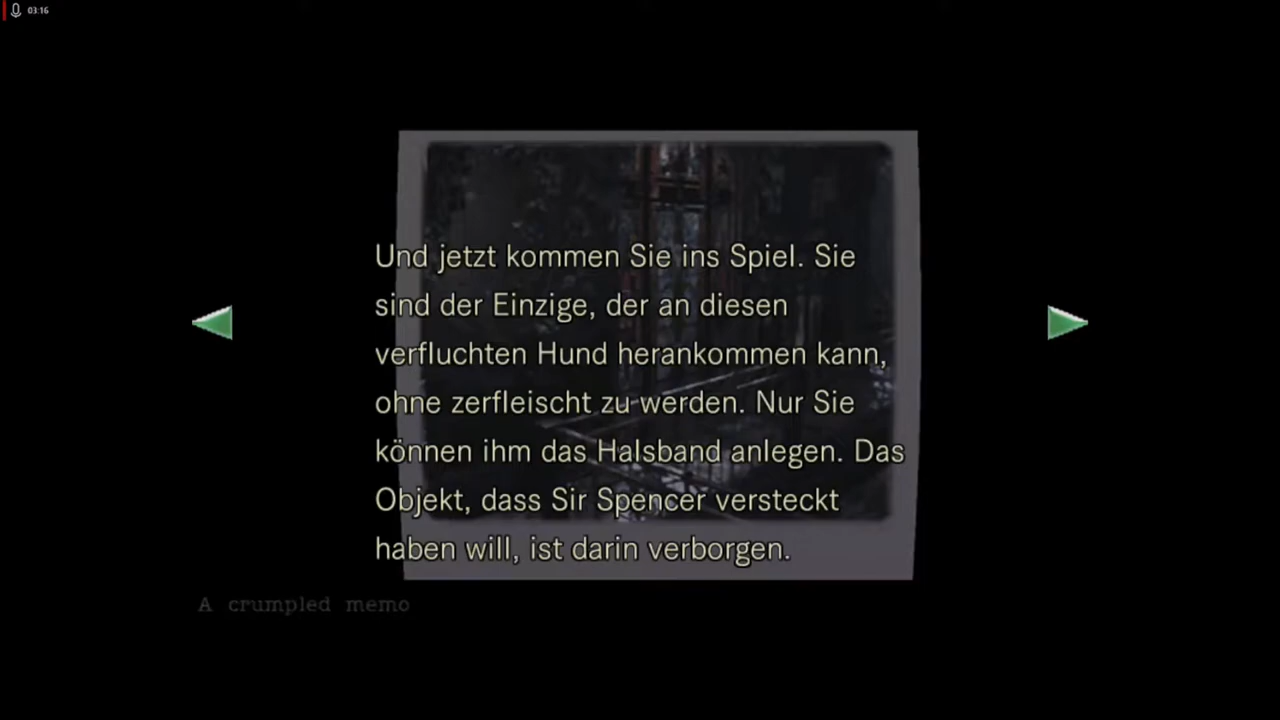 03:16
Und jetzt kommen Sie ins Spiel. Sie
sind der Einzige, der an diesen
verfluchten Hund herankommen kann,
ohne zerfleischt zu werden. Nur Sie
können ihm das Halsband anlegen. Das
Objekt, dass Sir Spencer versteckt
haben will, ist darin verborgen.
A crumpled memo